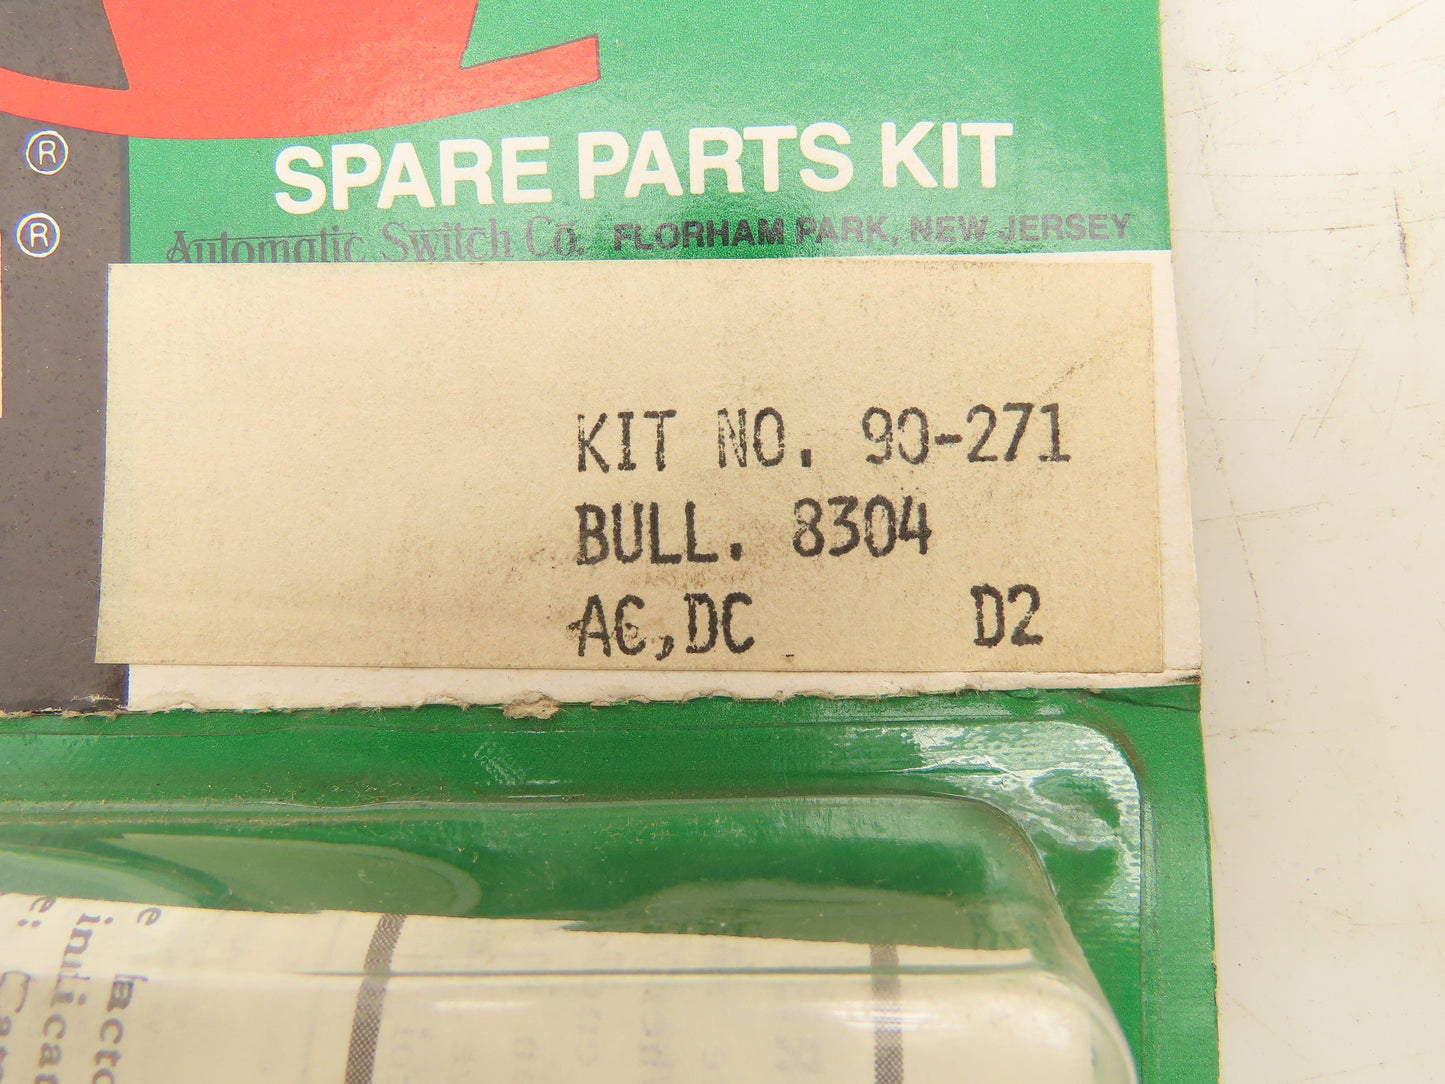 ®
®
SPARE PARTS KIT
Automatic Switch Co. FLORHAM PARK, NEW JERSEY
KIT NO. 90-271
BULL. 8304
AC,DC D2